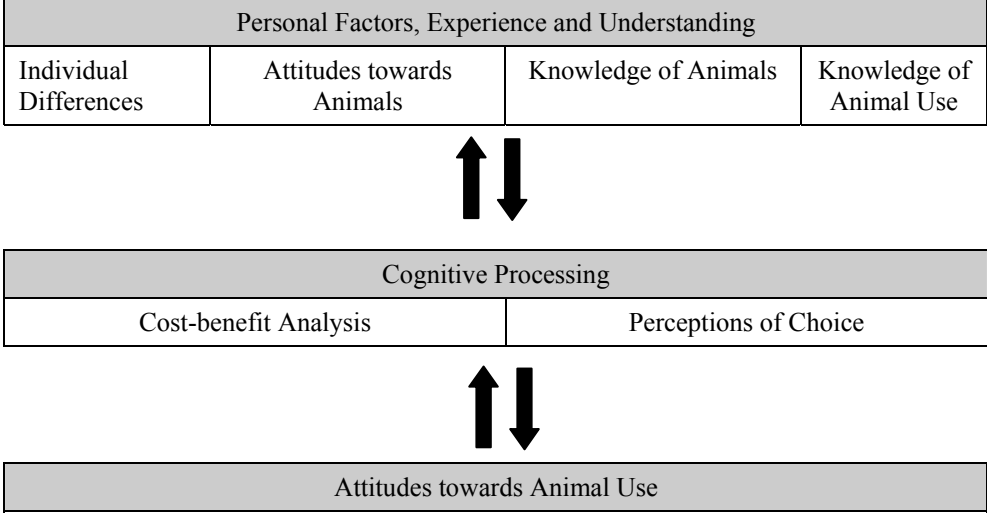 Personal Factors, Experience and Understanding
Individual Differences
Attitudes towards Animals
Knowledge of Animals
Knowledge of Animal Use
Cognitive Processing
Cost-benefit Analysis
Perceptions of Choice
Attitudes towards Animal Use